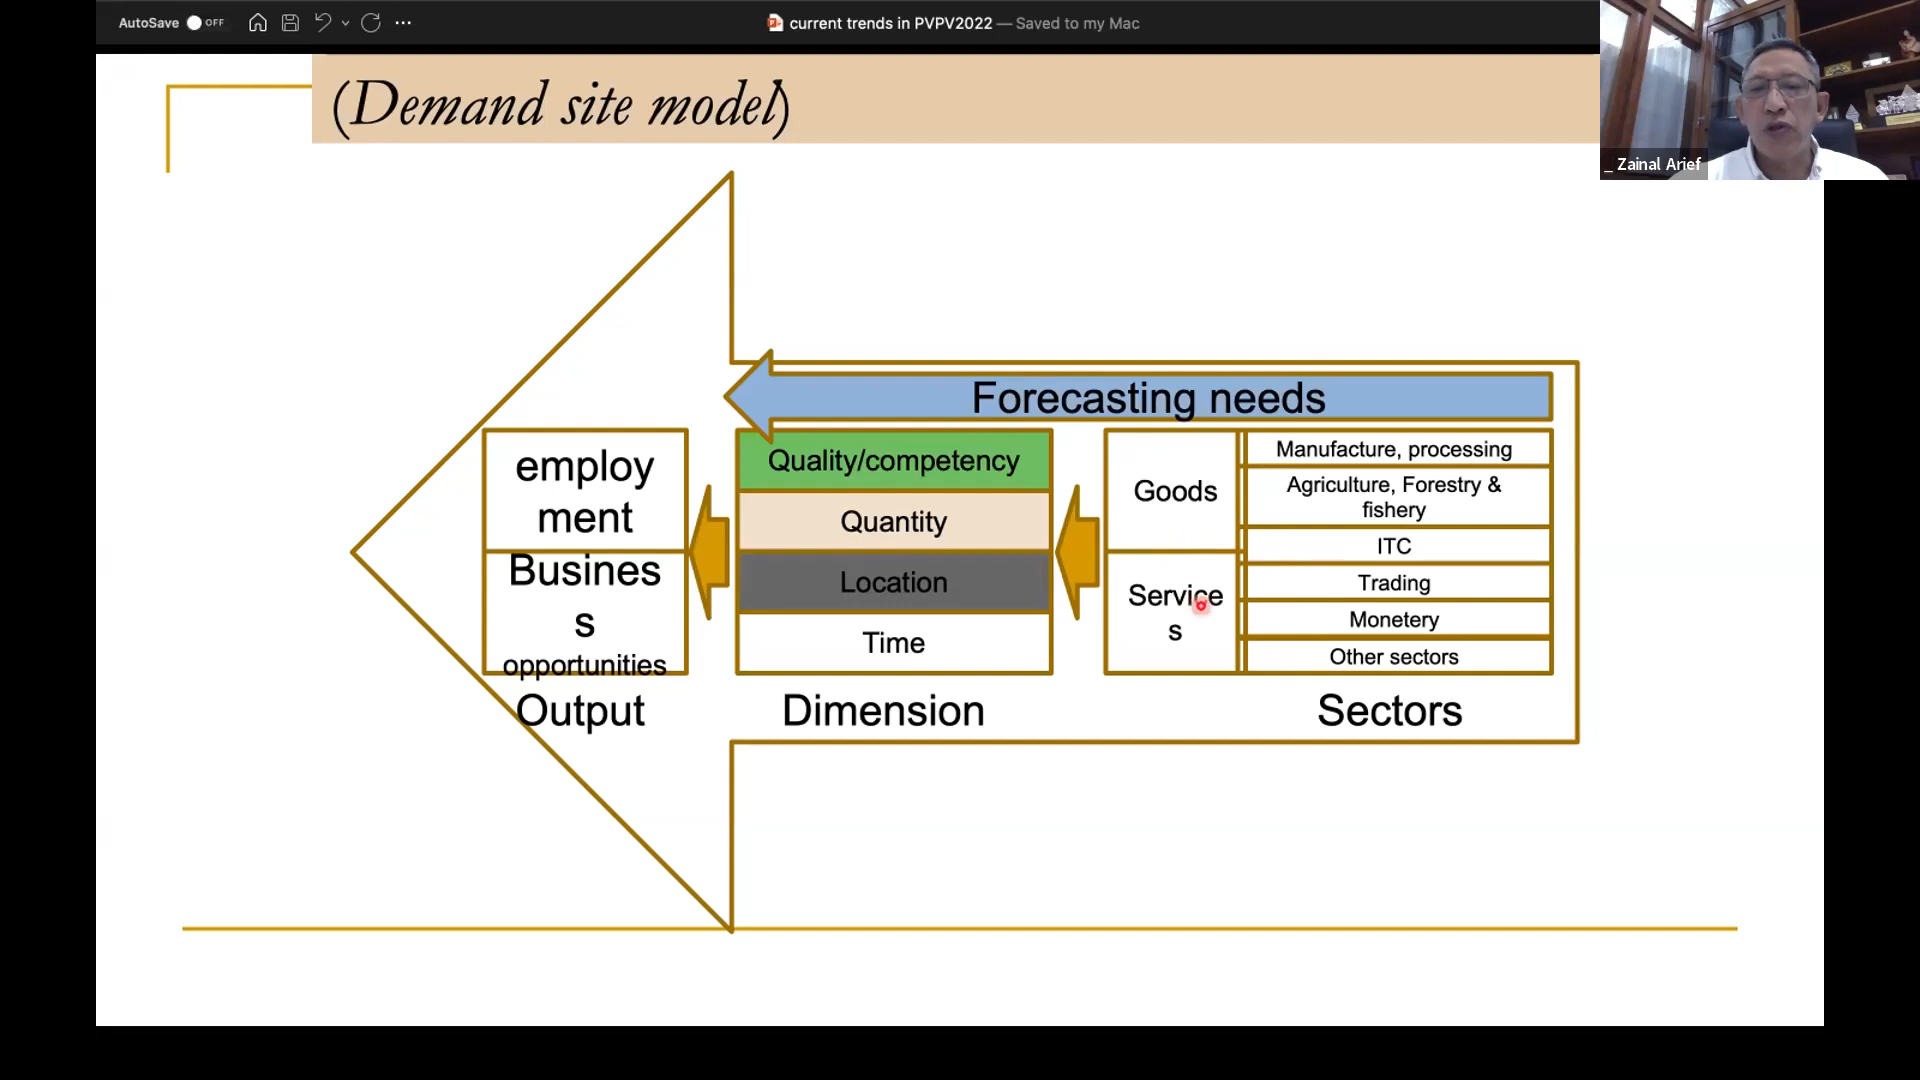 AutoSave OFF
current trends in PVPV2022 — Saved to my Mac
_ Zainal Arief
(Demand site model)
Forecasting needs
employ
ment
Busines
s
opportunities
Output
Quality/competency
Quantity
Location
Time
Dimension
Goods
Service
s
Manufacture, processing
Agriculture, Forestry &
fishery
ITC
Trading
Monetery
Other sectors
Sectors